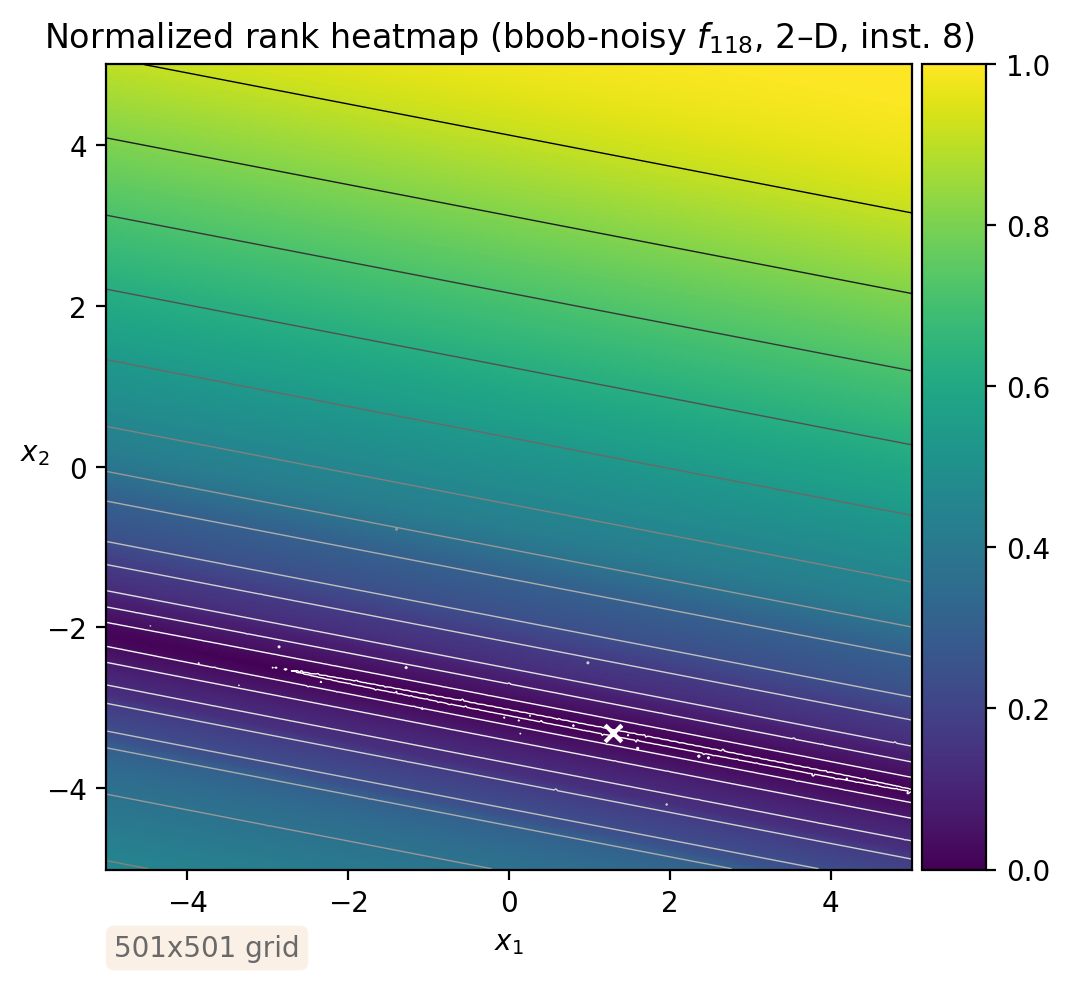 Normalized rank heatmap (bbob-noisy f118, 2–D, inst. 8)
1.0
0.8
0.6
0.4
0.2
0.0
4
2
0
−2
−4
x2
−4 −2 0 2 4
x1
501x501 grid